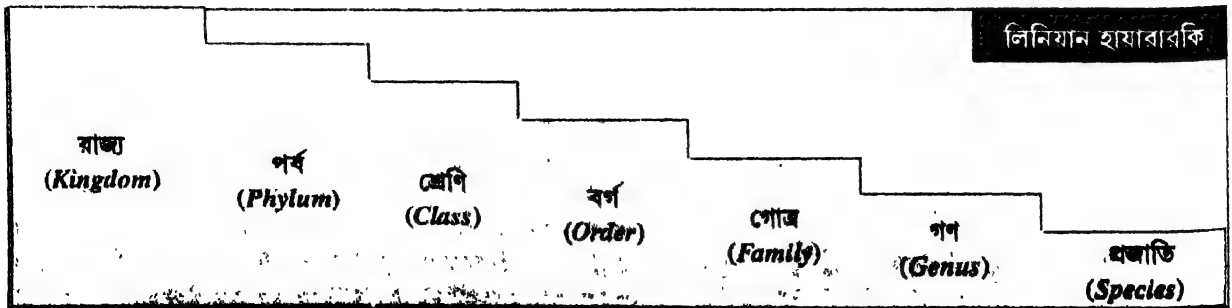 লিনিয়ান হায়ারারকি
রাজ্য
(Kingdom)
পর্ব
(Phylum)
শ্রেণি
(Class)
বর্গ
(Order)
গোত্র
(Family)
গণ
(Genus)
প্রজাতি
(Species)